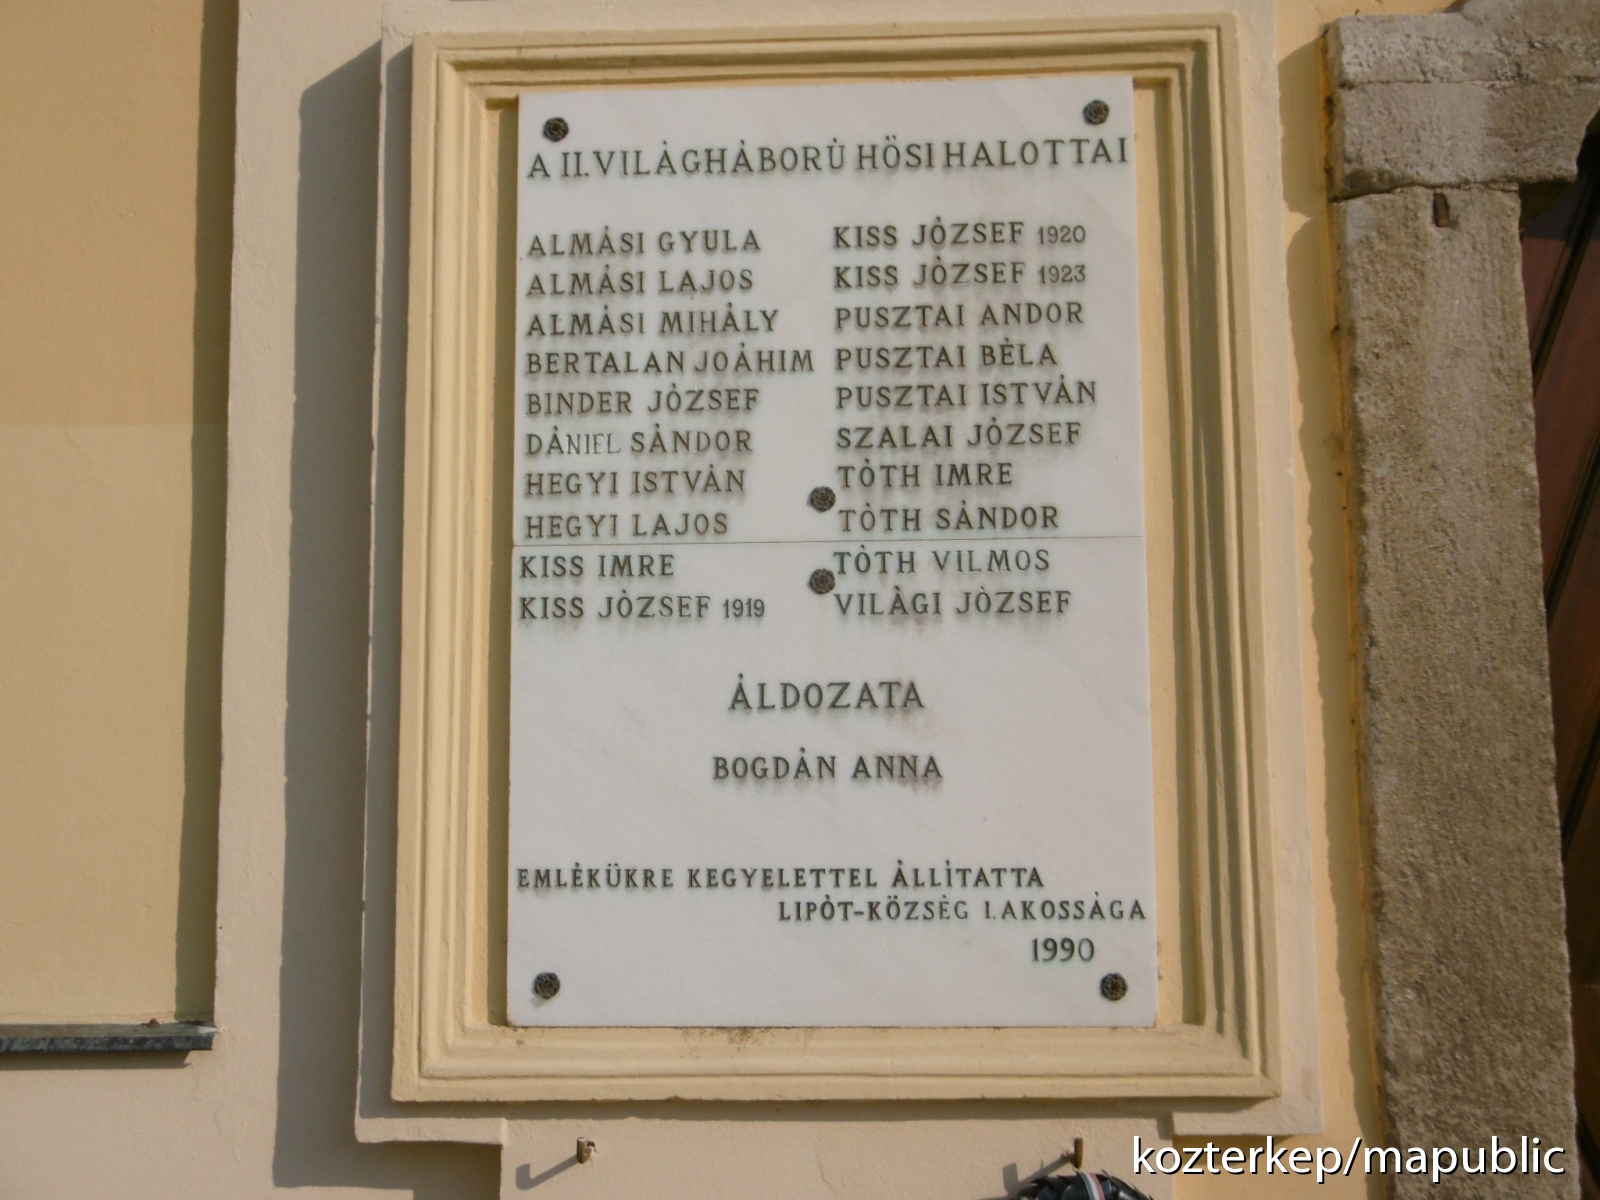 A II. VILÁGHÁBORÚ HÖSI HALOTTAI
ALMÁSI GYULA
ALMÁSI LAJOS
ALMÁSI MIHÁLY
BERTALAN JOÁHIM
BINDER JÓZSEF
DÁNIEL SÁNDOR
HEGYI ISTVÁN
HEGYI LAJOS
KISS IMRE
KISS JÓZSEF 1919
KISS JÓZSEF 1920
KISS JÓZSEF 1923
PUSZTAI ANDOR
PUSZTAI BÉLA
PUSZTAI ISTVÁN
SZALAI JÓZSEF
TÓTH IMRE
TÓTH SÁNDOR
TÓTH VILMOS
VILÁGI JÓZSEF
ÁLDOZATA
BOGDÁN ANNA
EMLÉKÜKRE KEGYELETTEL ÁLLÍTATTA
LIPÓT-KÖZSÉG LAKOSSÁGA
1990
kozterkep/mapublic